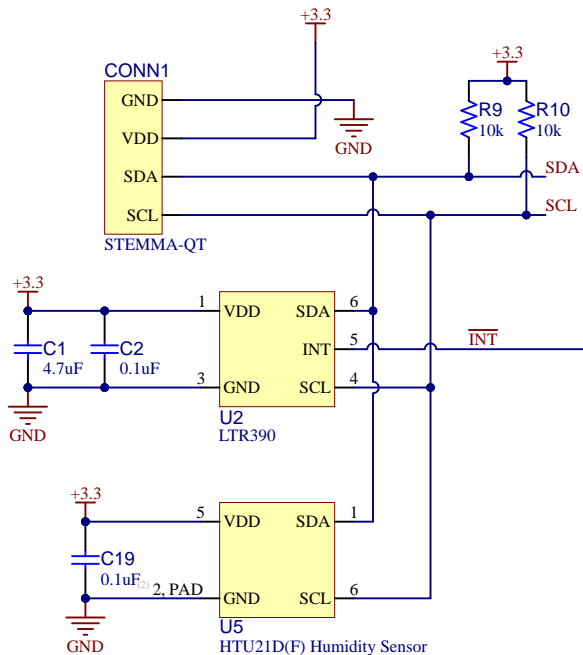 +3.3
CONN1
GND
VDD
SDA
SCL
STEMMA-QT
GND
+3.3
R9
10k
R10
10k
SDA
SCL
+3.3
C1
4.7uF
C2
0.1uF
GND
1
VDD
SDA
6
INT
5
INT
3
GND
SCL
4
U2
LTR390
+3.3
C19
0.1uF
(2)
2, PAD
GND
5
VDD
SDA
1
GND
SCL
6
U5
HTU21D(F) Humidity Sensor